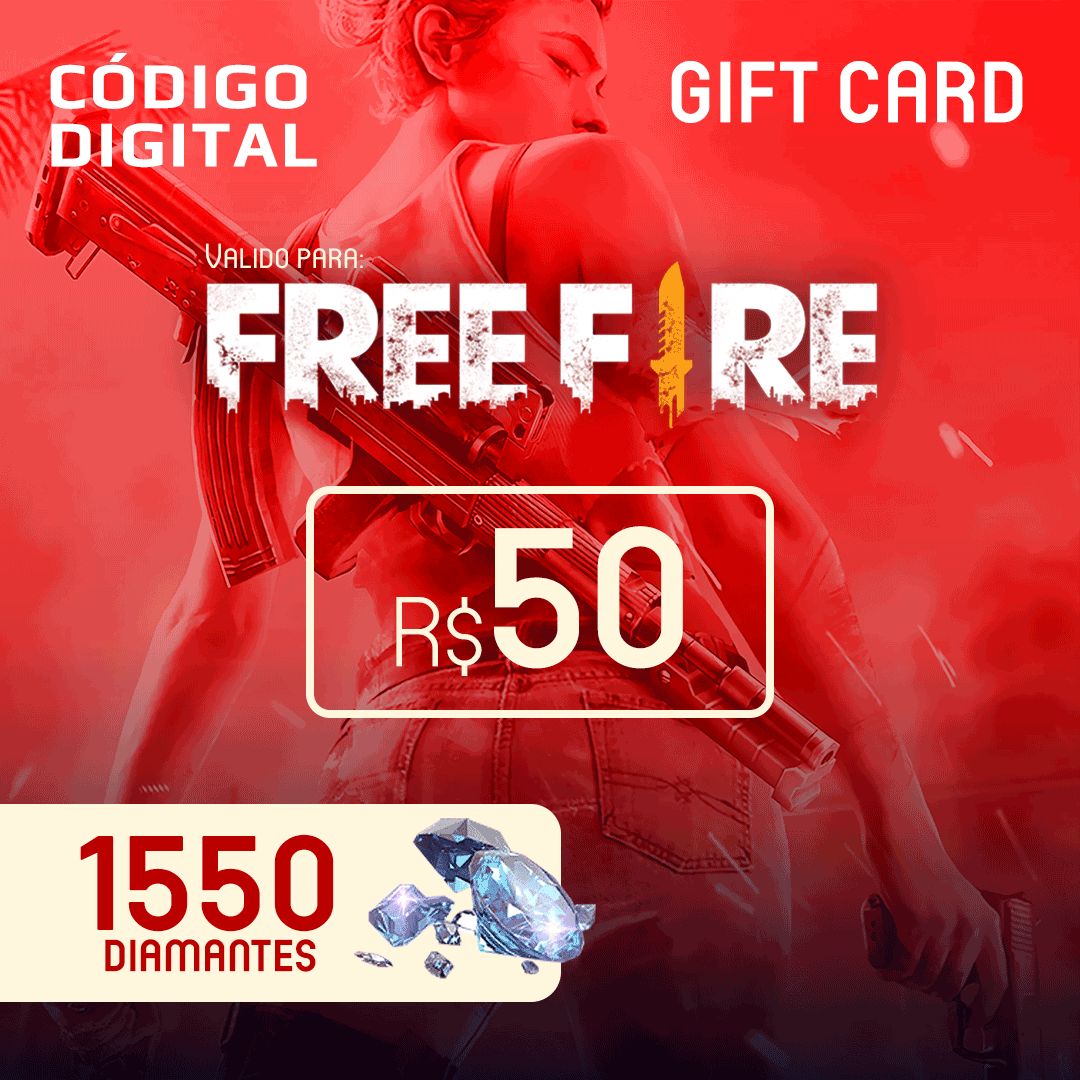 CÓDIGO
DIGITAL
GIFT CARD
VALIDO PARA:
FREE FIRE
R$50
1550
DIAMANTES